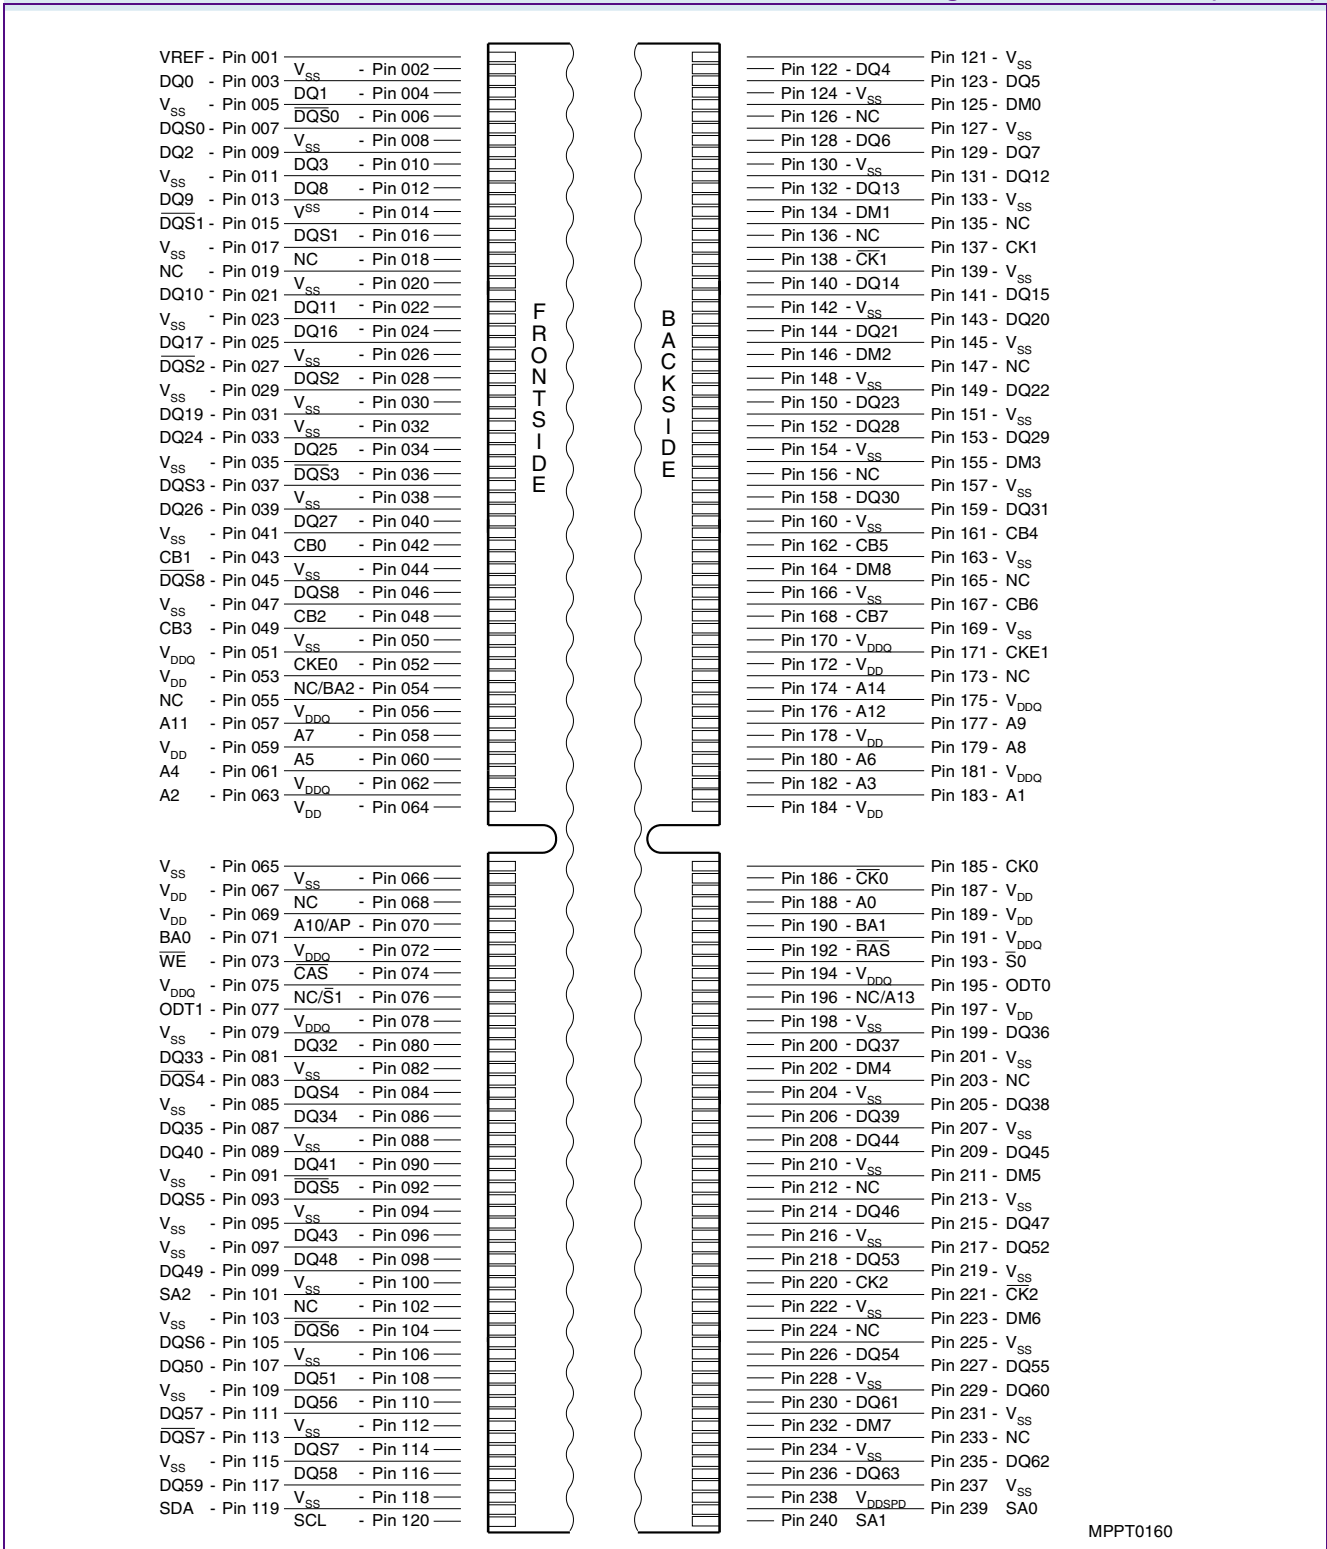 VREF - Pin 001
VSS - Pin 002
DQ0 - Pin 003
DQ1 - Pin 004
VSS - Pin 005
D̅Q̅S̅0 - Pin 006
DQS0 - Pin 007
VSS - Pin 008
DQ2 - Pin 009
DQ3 - Pin 010
VSS - Pin 011
DQ8 - Pin 012
DQ9 - Pin 013
VSS - Pin 014
D̅Q̅S̅1 - Pin 015
DQS1 - Pin 016
VSS - Pin 017
NC - Pin 018
NC - Pin 019
VSS - Pin 020
DQ10 - Pin 021
DQ11 - Pin 022
VSS - Pin 023
DQ16 - Pin 024
DQ17 - Pin 025
VSS - Pin 026
D̅Q̅S̅2 - Pin 027
DQS2 - Pin 028
VSS - Pin 029
VSS - Pin 030
DQ19 - Pin 031
VSS - Pin 032
DQ24 - Pin 033
DQ25 - Pin 034
VSS - Pin 035
D̅Q̅S̅3 - Pin 036
DQS3 - Pin 037
VSS - Pin 038
DQ26 - Pin 039
DQ27 - Pin 040
VSS - Pin 041
CB0 - Pin 042
CB1 - Pin 043
VSS - Pin 044
D̅Q̅S̅8 - Pin 045
DQS8 - Pin 046
VSS - Pin 047
CB2 - Pin 048
CB3 - Pin 049
VSS - Pin 050
VDDQ - Pin 051
CKE0 - Pin 052
VDD - Pin 053
NC/BA2 - Pin 054
NC - Pin 055
VDDQ - Pin 056
A11 - Pin 057
A7 - Pin 058
VDD - Pin 059
A5 - Pin 060
A4 - Pin 061
VDDQ - Pin 062
A2 - Pin 063
VDD - Pin 064
VSS - Pin 065
VSS - Pin 066
VDD - Pin 067
NC - Pin 068
VDD - Pin 069
A10/AP - Pin 070
BA0 - Pin 071
VDDQ - Pin 072
W̅E̅ - Pin 073
C̅A̅S̅ - Pin 074
VDDQ - Pin 075
NC/S̅1 - Pin 076
ODT1 - Pin 077
VDDQ - Pin 078
VSS - Pin 079
DQ32 - Pin 080
DQ33 - Pin 081
VSS - Pin 082
D̅Q̅S̅4 - Pin 083
DQS4 - Pin 084
VSS - Pin 085
DQ34 - Pin 086
DQ35 - Pin 087
VSS - Pin 088
DQ40 - Pin 089
DQ41 - Pin 090
VSS - Pin 091
D̅Q̅S̅5 - Pin 092
DQS5 - Pin 093
VSS - Pin 094
VSS - Pin 095
DQ43 - Pin 096
VSS - Pin 097
DQ48 - Pin 098
DQ49 - Pin 099
VSS - Pin 100
SA2 - Pin 101
NC - Pin 102
VSS - Pin 103
D̅Q̅S̅6 - Pin 104
DQS6 - Pin 105
VSS - Pin 106
DQ50 - Pin 107
DQ51 - Pin 108
VSS - Pin 109
DQ56 - Pin 110
DQ57 - Pin 111
VSS - Pin 112
D̅Q̅S̅7 - Pin 113
DQS7 - Pin 114
VSS - Pin 115
DQ58 - Pin 116
DQ59 - Pin 117
VSS - Pin 118
SDA - Pin 119
SCL - Pin 120
FRONTSIDE
BACKSIDE
Pin 121 - VSS
Pin 122 - DQ4
Pin 123 - DQ5
Pin 124 - VSS
Pin 125 - DM0
Pin 126 - NC
Pin 127 - VSS
Pin 128 - DQ6
Pin 129 - DQ7
Pin 130 - VSS
Pin 131 - DQ12
Pin 132 - DQ13
Pin 133 - VSS
Pin 134 - DM1
Pin 135 - NC
Pin 136 - NC
Pin 137 - CK1
Pin 138 - C̅K̅1
Pin 139 - VSS
Pin 140 - DQ14
Pin 141 - DQ15
Pin 142 - VSS
Pin 143 - DQ20
Pin 144 - DQ21
Pin 145 - VSS
Pin 146 - DM2
Pin 147 - NC
Pin 148 - VSS
Pin 149 - DQ22
Pin 150 - DQ23
Pin 151 - VSS
Pin 152 - DQ28
Pin 153 - DQ29
Pin 154 - VSS
Pin 155 - DM3
Pin 156 - NC
Pin 157 - VSS
Pin 158 - DQ30
Pin 159 - DQ31
Pin 160 - VSS
Pin 161 - CB4
Pin 162 - CB5
Pin 163 - VSS
Pin 164 - DM8
Pin 165 - NC
Pin 166 - VSS
Pin 167 - CB6
Pin 168 - CB7
Pin 169 - VSS
Pin 170 - VDDQ
Pin 171 - CKE1
Pin 172 - VDD
Pin 173 - NC
Pin 174 - A14
Pin 175 - VDDQ
Pin 176 - A12
Pin 177 - A9
Pin 178 - VDD
Pin 179 - A8
Pin 180 - A6
Pin 181 - VDDQ
Pin 182 - A3
Pin 183 - A1
Pin 184 - VDD
Pin 185 - CK0
Pin 186 - C̅K̅0
Pin 187 - VDD
Pin 188 - A0
Pin 189 - VDD
Pin 190 - BA1
Pin 191 - VDDQ
Pin 192 - R̅A̅S̅
Pin 193 - S̅0
Pin 194 - VDDQ
Pin 195 - ODT0
Pin 196 - NC/A13
Pin 197 - VDD
Pin 198 - VSS
Pin 199 - DQ36
Pin 200 - DQ37
Pin 201 - VSS
Pin 202 - DM4
Pin 203 - NC
Pin 204 - VSS
Pin 205 - DQ38
Pin 206 - DQ39
Pin 207 - VSS
Pin 208 - DQ44
Pin 209 - DQ45
Pin 210 - VSS
Pin 211 - DM5
Pin 212 - NC
Pin 213 - VSS
Pin 214 - DQ46
Pin 215 - DQ47
Pin 216 - VSS
Pin 217 - DQ52
Pin 218 - DQ53
Pin 219 - VSS
Pin 220 - CK2
Pin 221 - C̅K̅2
Pin 222 - VSS
Pin 223 - DM6
Pin 224 - NC
Pin 225 - VSS
Pin 226 - DQ54
Pin 227 - DQ55
Pin 228 - VSS
Pin 229 - DQ60
Pin 230 - DQ61
Pin 231 - VSS
Pin 232 - DM7
Pin 233 - NC
Pin 234 - VSS
Pin 235 - DQ62
Pin 236 - DQ63
Pin 237 VSS
Pin 238 VDDSPD
Pin 239 SA0
Pin 240 SA1
MPPT0160